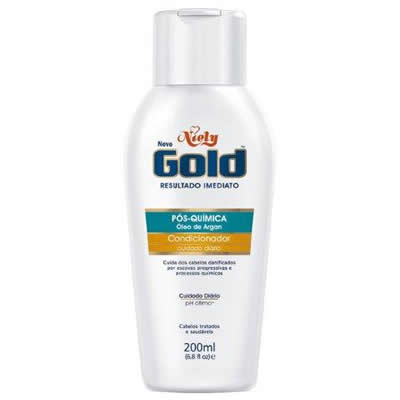 Niely
Novo
Gold
RESULTADO IMEDIATO
PÓS-QUÍMICA
Óleo de Argan
Condicionador
cuidado diário
Cuida dos cabelos danificados
por escovas progressivas e
processos químicos
Cuidado Diário
pH ótimo
Cabelos tratados
e saudáveis
200ml
(6,8 fl oz) e